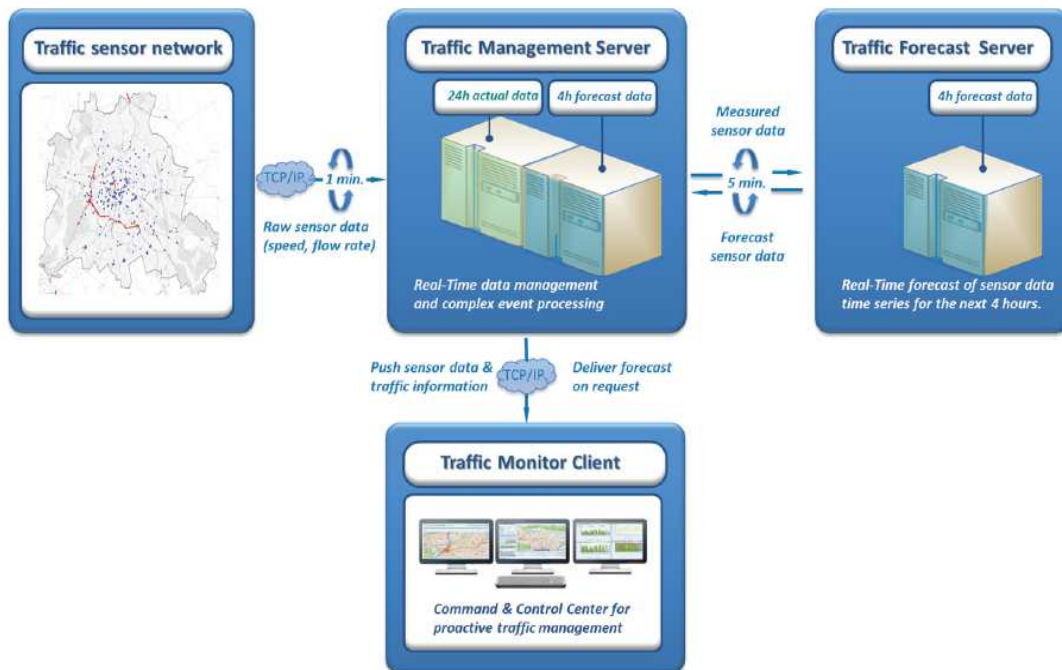 Traffic sensor network
TCP/IP
1 min.
Raw sensor data
(speed, flow rate)
Traffic Management Server
24h actual data
4h forecast data
Real-Time data management
and complex event processing
Measured
sensor data
5 min.
Forecast
sensor data
Traffic Forecast Server
4h forecast data
Real-Time forecast of sensor data
time series for the next 4 hours.
Push sensor data &
traffic information
TCP/IP
Deliver forecast
on request
Traffic Monitor Client
Command & Control Center for
proactive traffic management